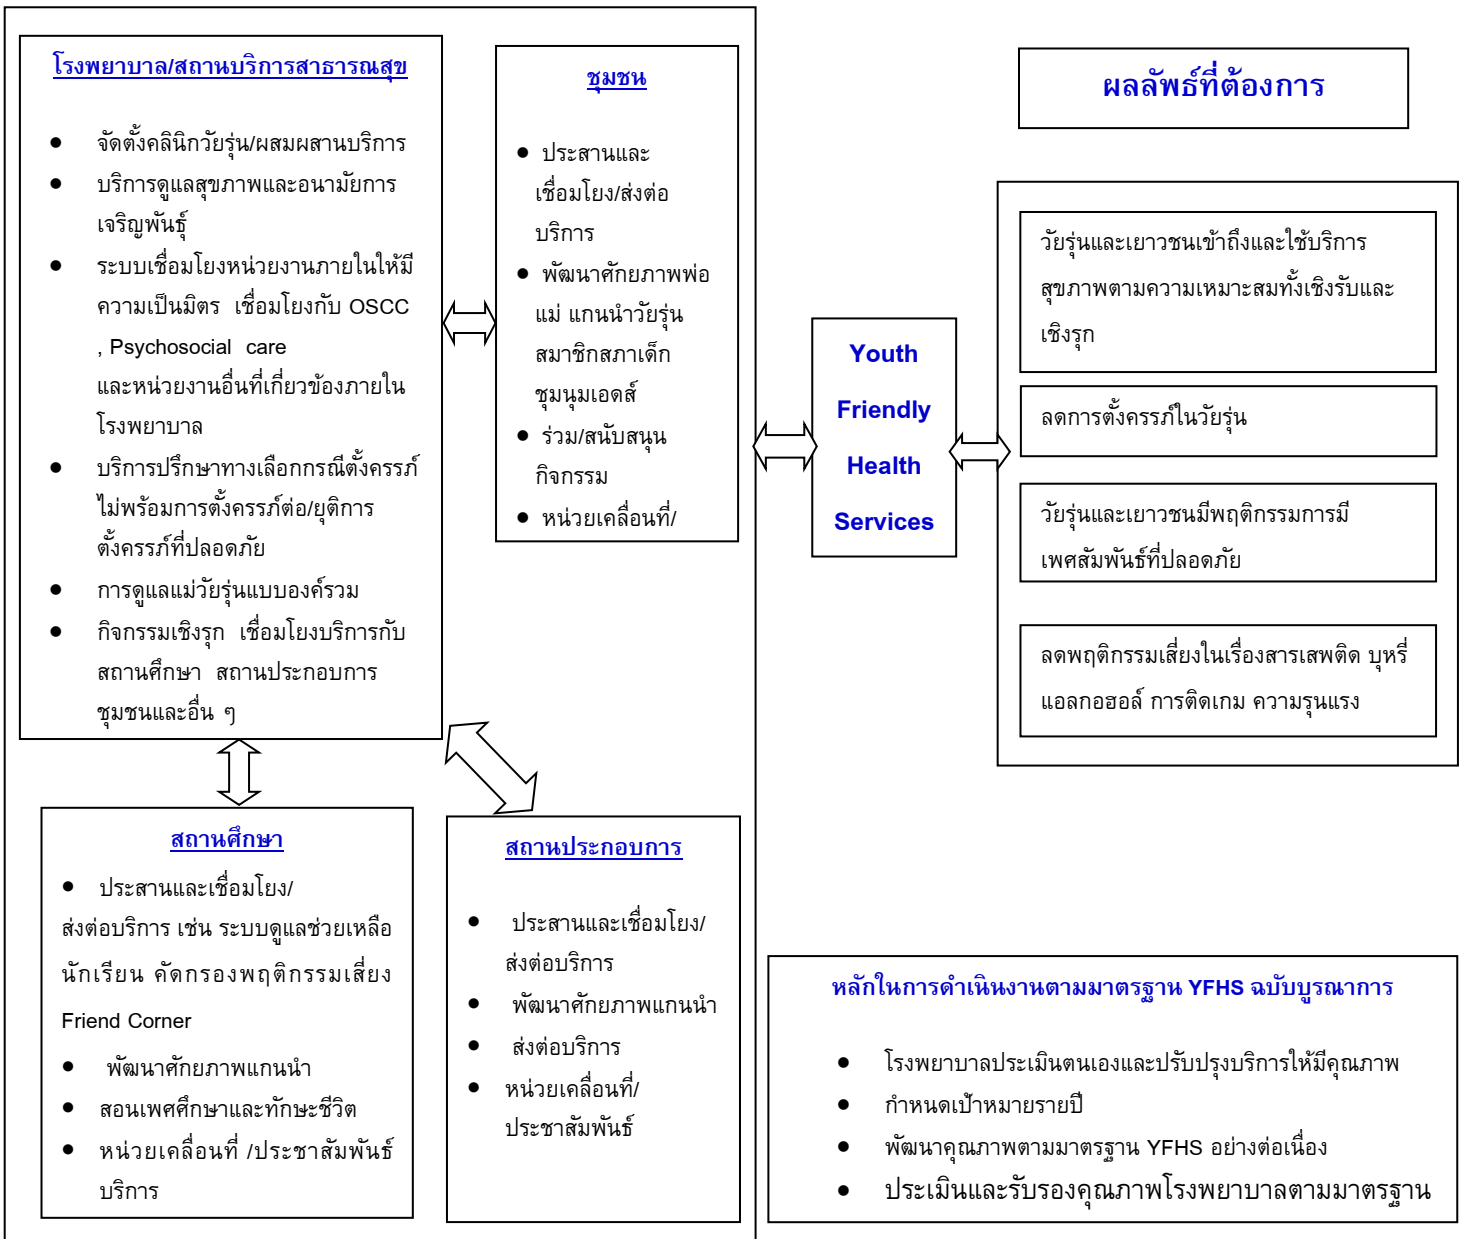 โรงพยาบาล/สถานบริการสาธารณสุข
● จัดตั้งคลินิกวัยรุ่น/ผสมผสานบริการ
● บริการดูแลสุขภาพและอนามัยการ
เจริญพันธุ์
● ระบบเชื่อมโยงหน่วยงานภายในให้มี
ความเป็นมิตร เชื่อมโยงกับ OSCC
, Psychosocial care
และหน่วยงานอื่นที่เกี่ยวข้องภายใน
โรงพยาบาล
● บริการปรึกษาทางเลือกกรณีตั้งครรภ์
ไม่พร้อมการตั้งครรภ์ต่อ/ยุติการ
ตั้งครรภ์ที่ปลอดภัย
● การดูแลแม่วัยรุ่นแบบองค์รวม
● กิจกรรมเชิงรุก เชื่อมโยงบริการกับ
สถานศึกษา สถานประกอบการ
ชุมชนและอื่น ๆ
ชุมชน
● ประสานและ
เชื่อมโยง/ส่งต่อ
บริการ
● พัฒนาศักยภาพพ่อ
แม่ แกนนำวัยรุ่น
สมาชิกสภาเด็ก
ชุมนุมเอดส์
● ร่วม/สนับสนุน
กิจกรรม
● หน่วยเคลื่อนที่/
สถานศึกษา
● ประสานและเชื่อมโยง/
ส่งต่อบริการ เช่น ระบบดูแลช่วยเหลือ
นักเรียน คัดกรองพฤติกรรมเสี่ยง
Friend Corner
● พัฒนาศักยภาพแกนนำ
● สอนเพศศึกษาและทักษะชีวิต
● หน่วยเคลื่อนที่ /ประชาสัมพันธ์
บริการ
สถานประกอบการ
● ประสานและเชื่อมโยง/
ส่งต่อบริการ
● พัฒนาศักยภาพแกนนำ
● ส่งต่อบริการ
● หน่วยเคลื่อนที่/
ประชาสัมพันธ์
Youth
Friendly
Health
Services
ผลลัพธ์ที่ต้องการ
วัยรุ่นและเยาวชนเข้าถึงและใช้บริการ
สุขภาพตามความเหมาะสมทั้งเชิงรับและ
เชิงรุก
ลดการตั้งครรภ์ในวัยรุ่น
วัยรุ่นและเยาวชนมีพฤติกรรมการมี
เพศสัมพันธ์ที่ปลอดภัย
ลดพฤติกรรมเสี่ยงในเรื่องสารเสพติด บุหรี่
แอลกอฮอล์ การติดเกม ความรุนแรง
หลักในการดำเนินงานตามมาตรฐาน YFHS ฉบับบูรณาการ
● โรงพยาบาลประเมินตนเองและปรับปรุงบริการให้มีคุณภาพ
● กำหนดเป้าหมายรายปี
● พัฒนาคุณภาพตามมาตรฐาน YFHS อย่างต่อเนื่อง
● ประเมินและรับรองคุณภาพโรงพยาบาลตามมาตรฐาน